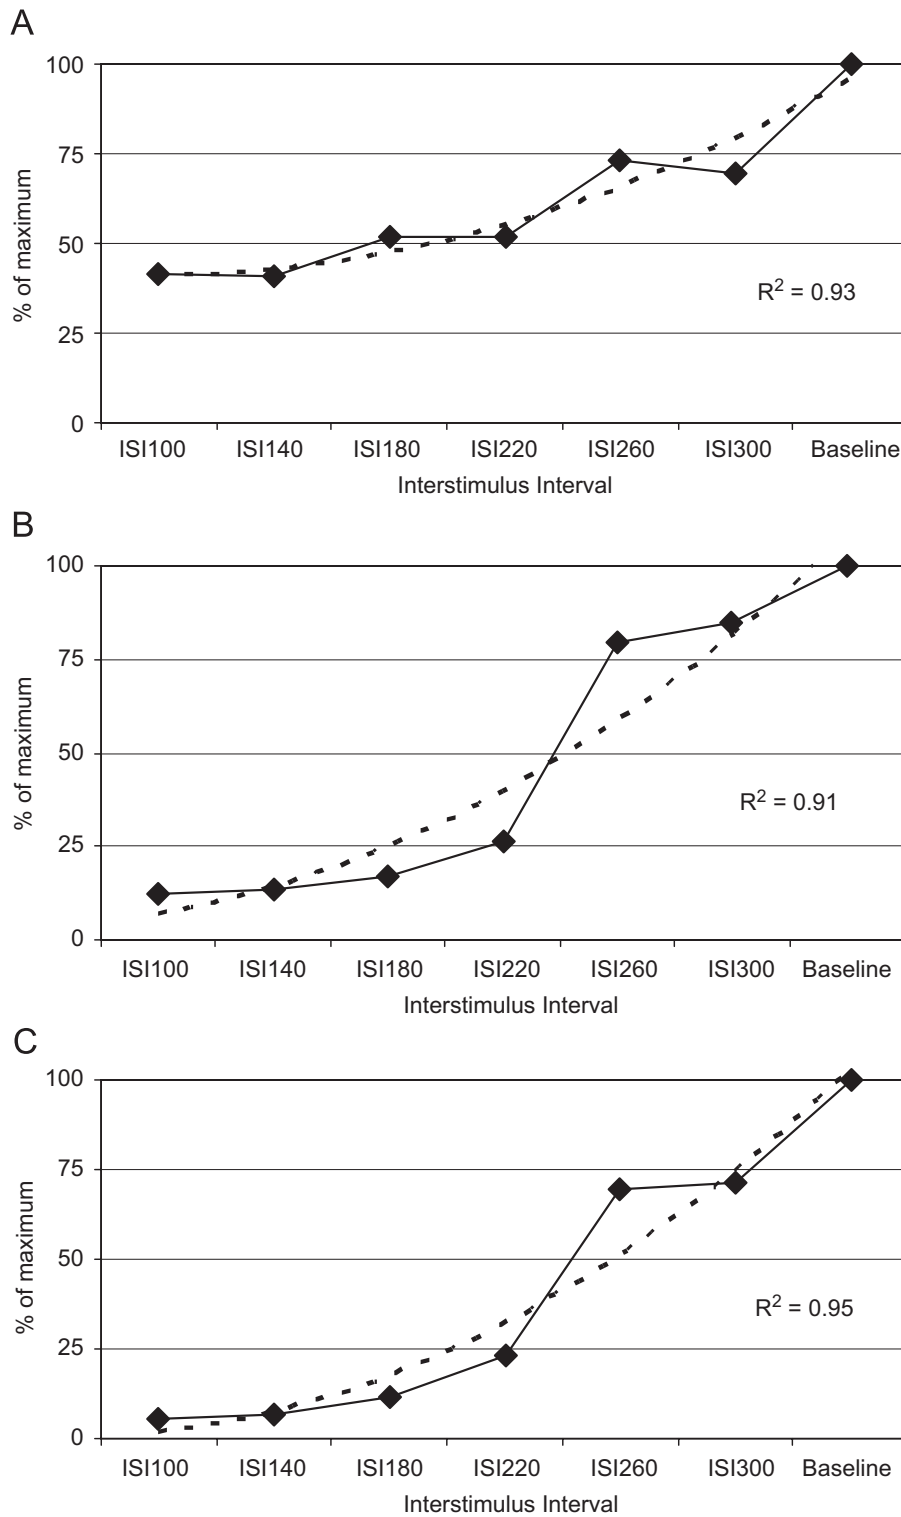 A
100
75
50
25
0
% of maximum
R² = 0.93
ISI100 ISI140 ISI180 ISI220 ISI260 ISI300 Baseline
Interstimulus Interval
B
100
75
50
25
0
% of maximum
R² = 0.91
ISI100 ISI140 ISI180 ISI220 ISI260 ISI300 Baseline
Interstimulus Interval
C
100
75
50
25
0
% of maximum
R² = 0.95
ISI100 ISI140 ISI180 ISI220 ISI260 ISI300 Baseline
Interstimulus Interval